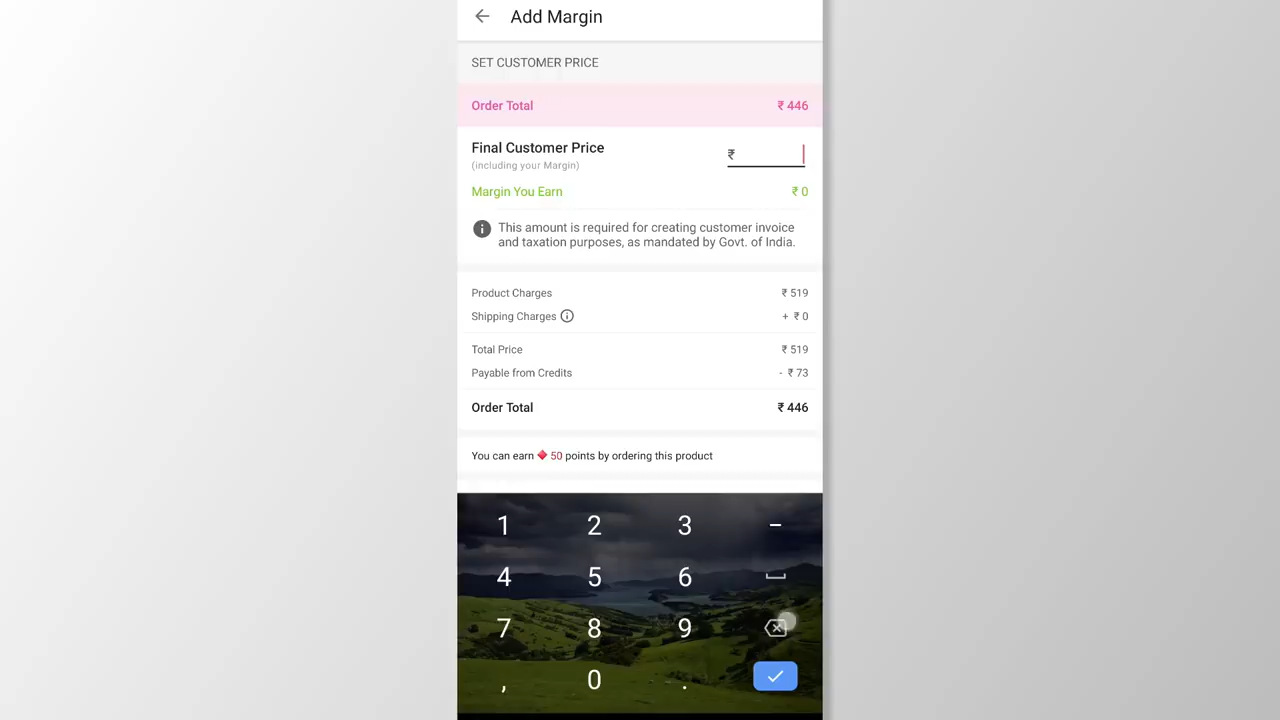 Add Margin
SET CUSTOMER PRICE
Order Total ₹ 446
Final Customer Price
(including your Margin) ₹
Margin You Earn ₹ 0
This amount is required for creating customer invoice
and taxation purposes, as mandated by Govt. of India.
Product Charges ₹ 519
Shipping Charges + ₹ 0
Total Price ₹ 519
Payable from Credits - ₹ 73
Order Total ₹ 446
You can earn 50 points by ordering this product
1 2 3 –
4 5 6
7 8 9
, 0 .